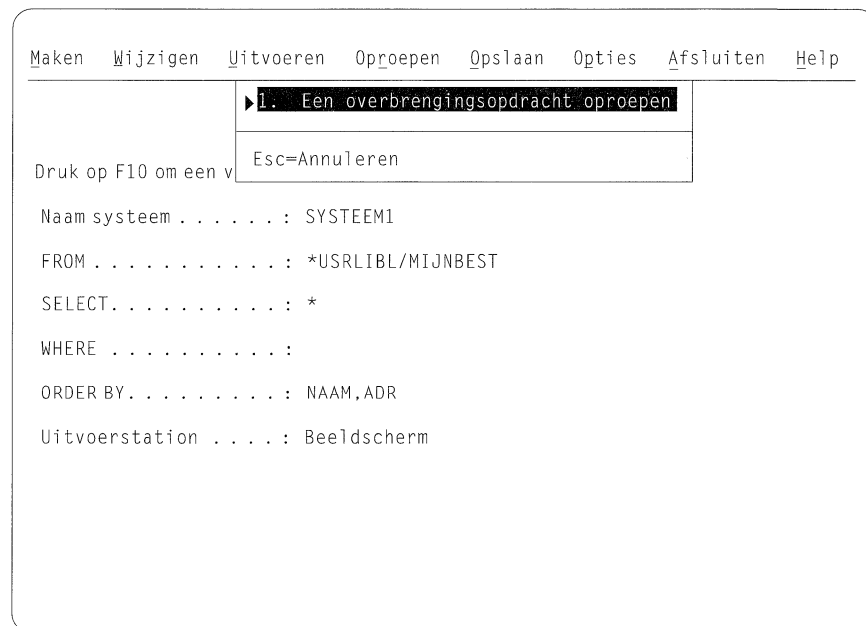 Maken Wijzigen Uitvoeren Oproepen Opslaan Opties Afsluiten Help
1. Een overbrengingsopdracht oproepen
Esc=Annuleren
Druk op F10 om een v
Naam systeem . . . . . . : SYSTEEM1
FROM . . . . . . . . . . . . : *USRLIBL/MIJNBEST
SELECT. . . . . . . . . . . : *
WHERE . . . . . . . . . . . :
ORDER BY. . . . . . . . . . : NAAM,ADR
Uitvoerstation . . . . : Beeldscherm